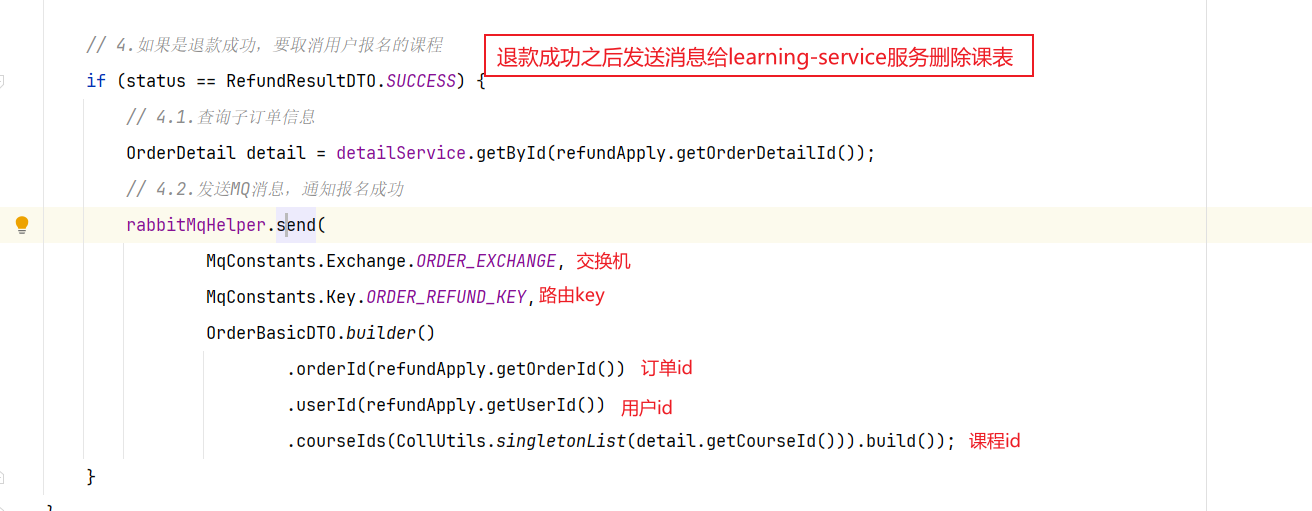 // 4.如果是退款成功，要取消用户报名的课程
退款成功之后发送消息给learning-service服务删除课表
if (status == RefundResultDTO.SUCCESS) {
// 4.1.查询子订单信息
OrderDetail detail = detailService.getById(refundApply.getOrderDetailId());
// 4.2.发送MQ消息，通知报名成功
rabbitMqHelper.send(
MqConstants.Exchange.ORDER_EXCHANGE, 交换机
MqConstants.Key.ORDER_REFUND_KEY, 路由key
OrderBasicDTO.builder()
.orderId(refundApply.getOrderId()) 订单id
.userId(refundApply.getUserId()) 用户id
.courseIds(CollUtils.singletonList(detail.getCourseId())).build()); 课程id
}